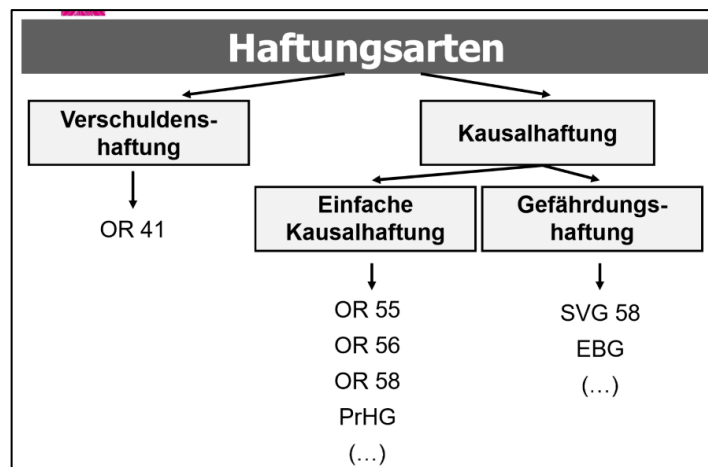 Haftungsarten
Verschuldens-
haftung
Kausalhaftung
OR 41
Einfache
Kausalhaftung
Gefährdungs-
haftung
OR 55
OR 56
OR 58
PrHG
(…)
SVG 58
EBG
(…)